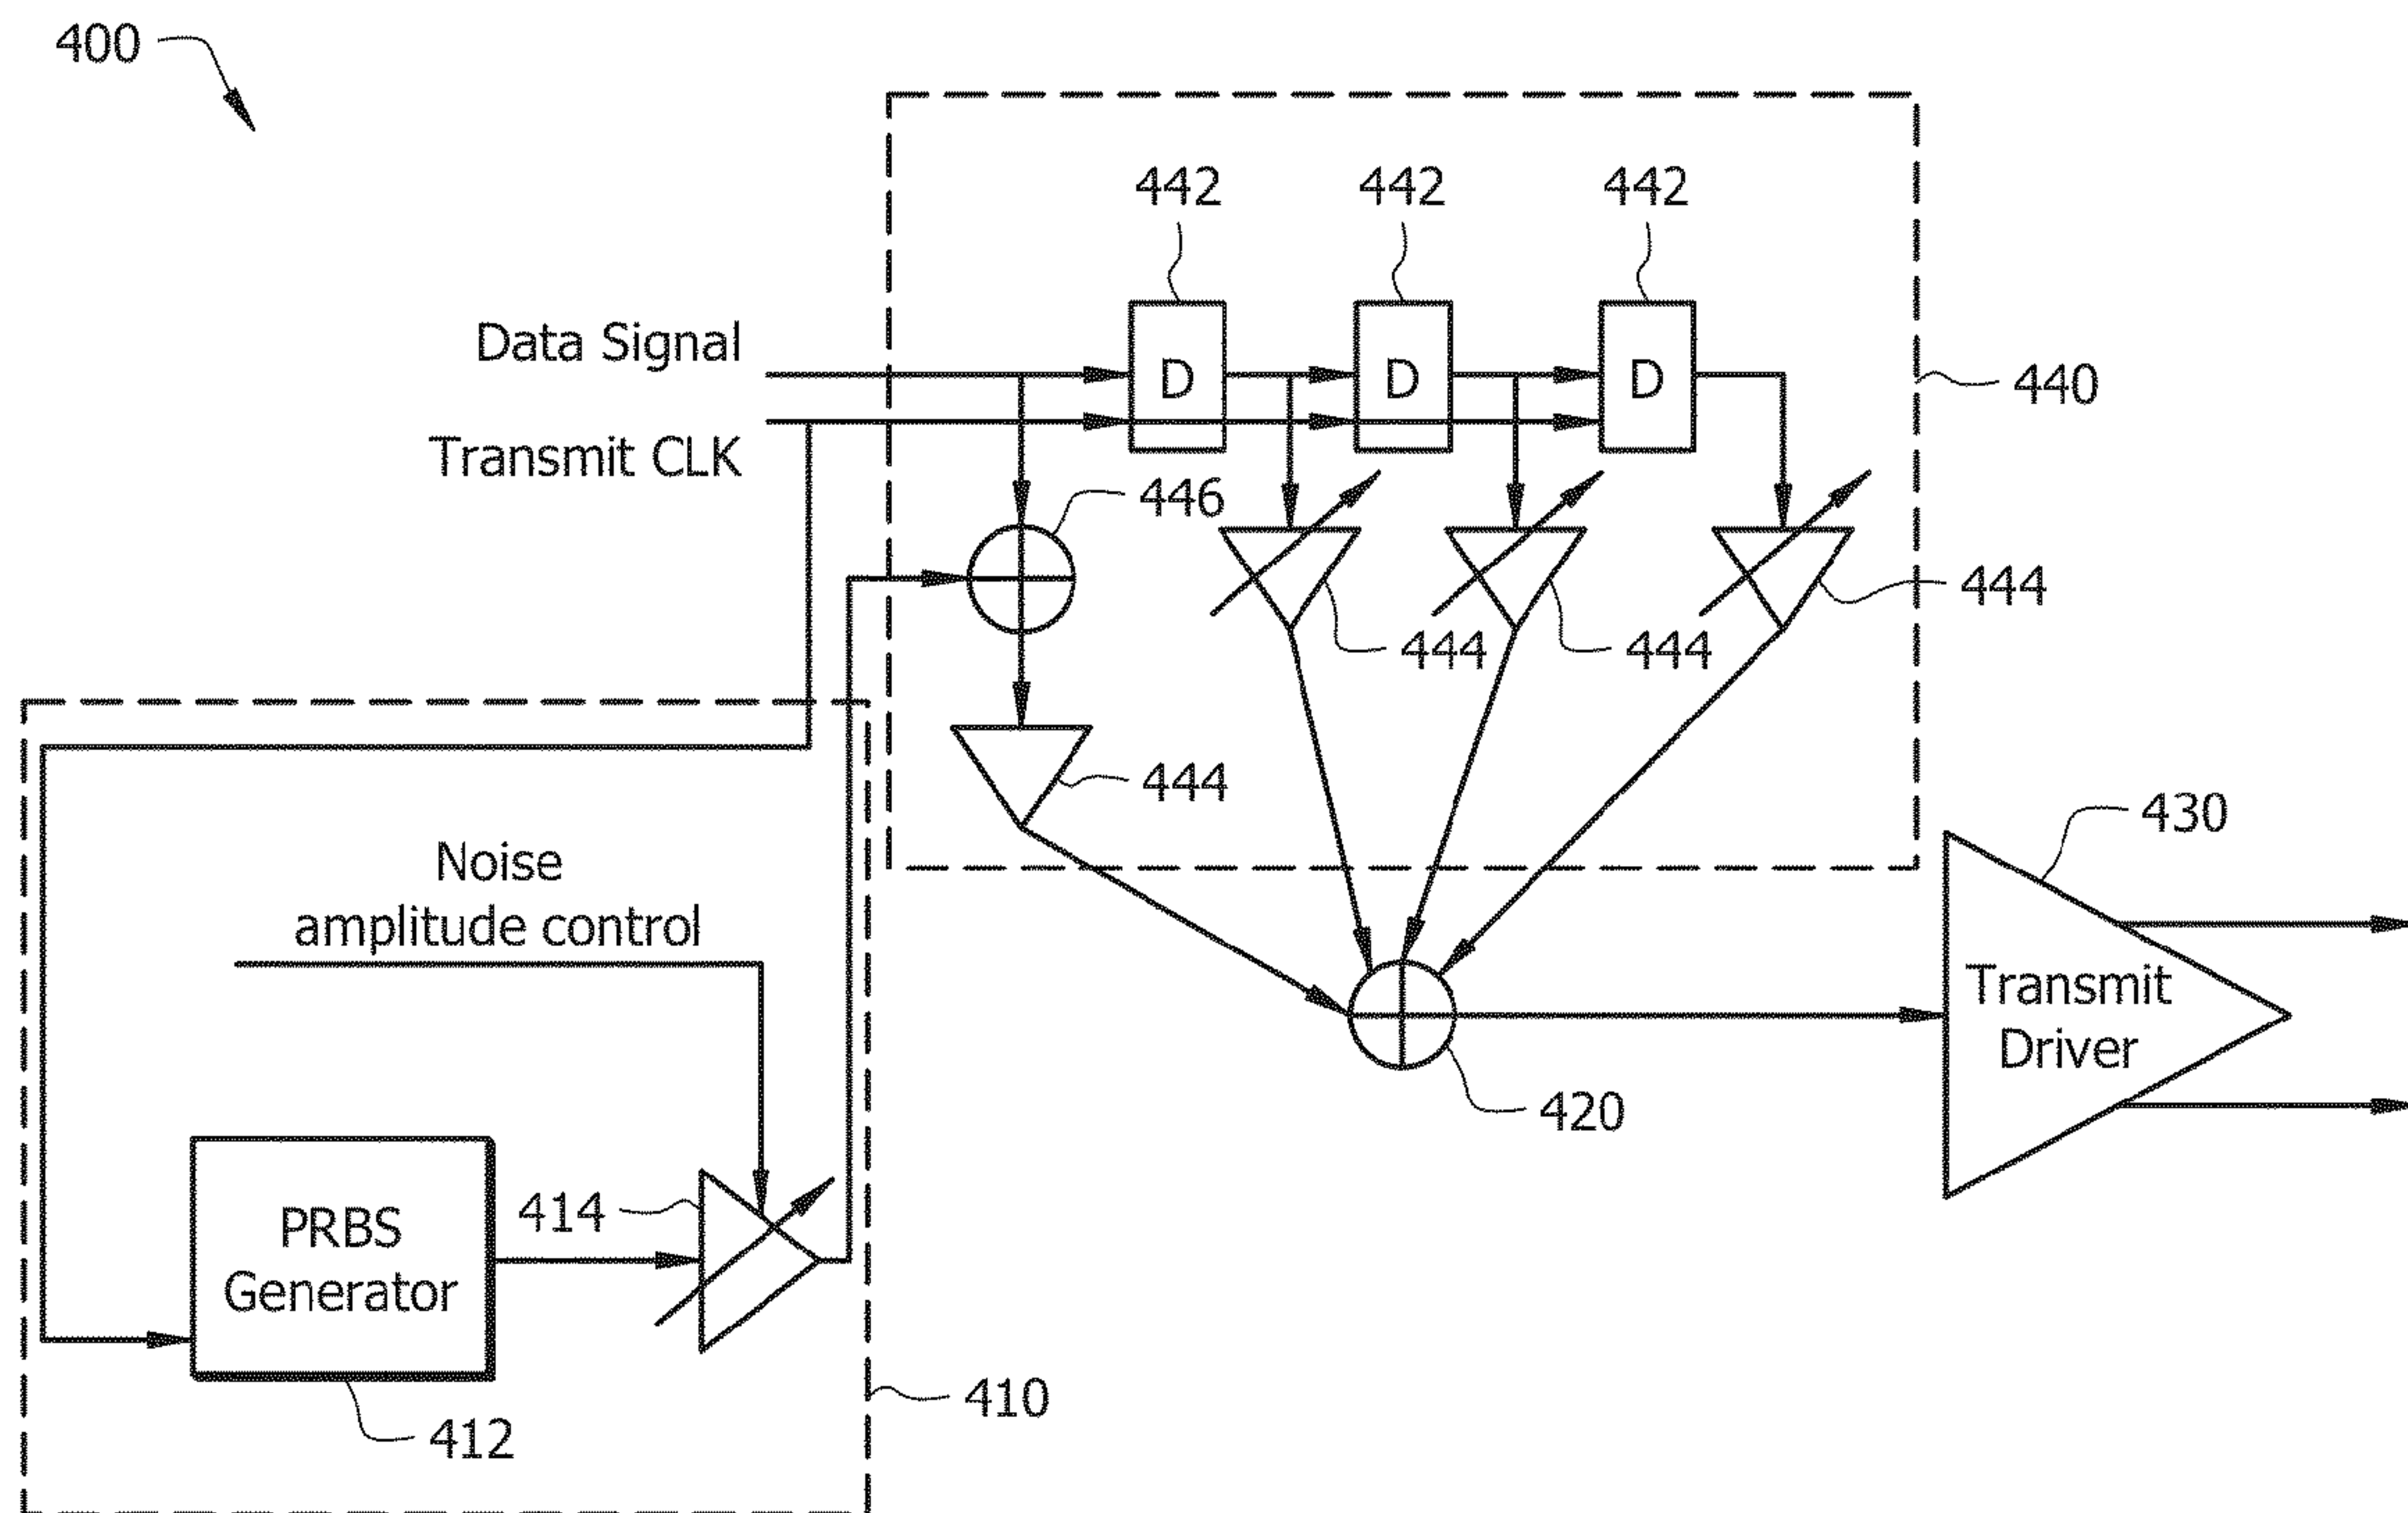 400
442
442
442
Data Signal
D
D
D
440
Transmit CLK
446
444
444
444
444
430
Noise
amplitude control
Transmit
Driver
420
414
PRBS
Generator
410
412